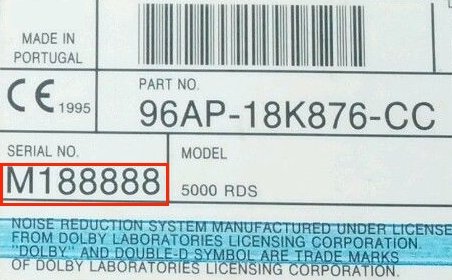 MADE IN
PORTUGAL
CE 1995
PART NO.
96AP-18K876-CC
SERIAL NO.
M188888
MODEL
5000 RDS
NOISE REDUCTION SYSTEM MANUFACTURED UNDER LICENSE
FROM DOLBY LABORATORIES LICENSING CORPORATION.
"DOLBY" AND DOUBLE-D SYMBOL ARE TRADE MARKS
OF DOLBY LABORATORIES LICENSING CORPORATION.